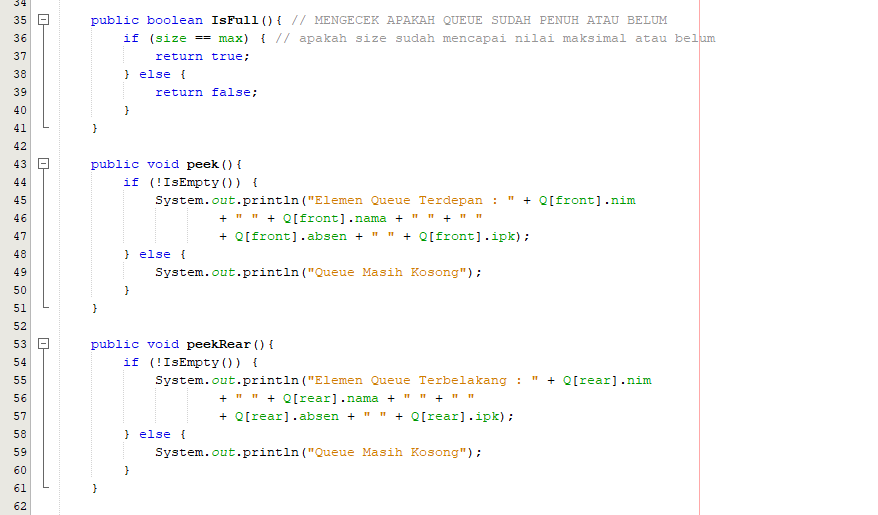 34
35 public boolean IsFull(){ // MENGECEK APAKAH QUEUE SUDAH PENUH ATAU BELUM
36 if (size == max) { // apakah size sudah mencapai nilai maksimal atau belum
37 return true;
38 } else {
39 return false;
40 }
41 }
42
43 public void peek(){
44 if (!IsEmpty()) {
45 System.out.println("Elemen Queue Terdepan : " + Q[front].nim
46 + " " + Q[front].nama + " " + " "
47 + Q[front].absen + " " + Q[front].ipk);
48 } else {
49 System.out.println("Queue Masih Kosong");
50 }
51 }
52
53 public void peekRear(){
54 if (!IsEmpty()) {
55 System.out.println("Elemen Queue Terbelakang : " + Q[rear].nim
56 + " " + Q[rear].nama + " " + " "
57 + Q[rear].absen + " " + Q[rear].ipk);
58 } else {
59 System.out.println("Queue Masih Kosong");
60 }
61 }
62